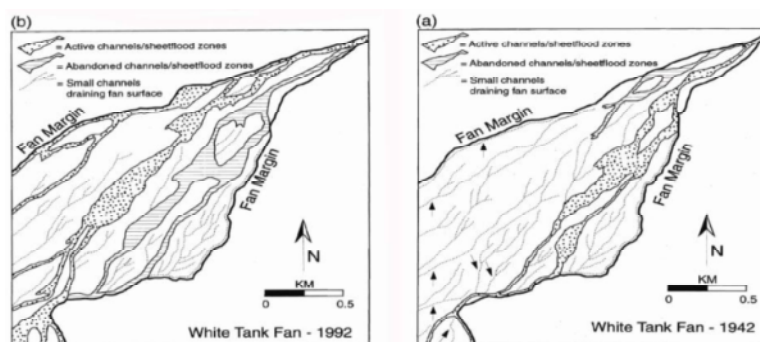 (b)
= Active channels/sheetflood zones
= Abandoned channels/sheetflood zones
= Small channels
draining fan surface
Fan Margin
Fan Margin
N
KM
0 0.5
White Tank Fan - 1992
(a)
= Active channels/sheetflood zones
= Abandoned channels/sheetflood zones
= Small channels
draining fan surface
Fan Margin
Fan Margin
N
KM
0 0.5
White Tank Fan - 1942